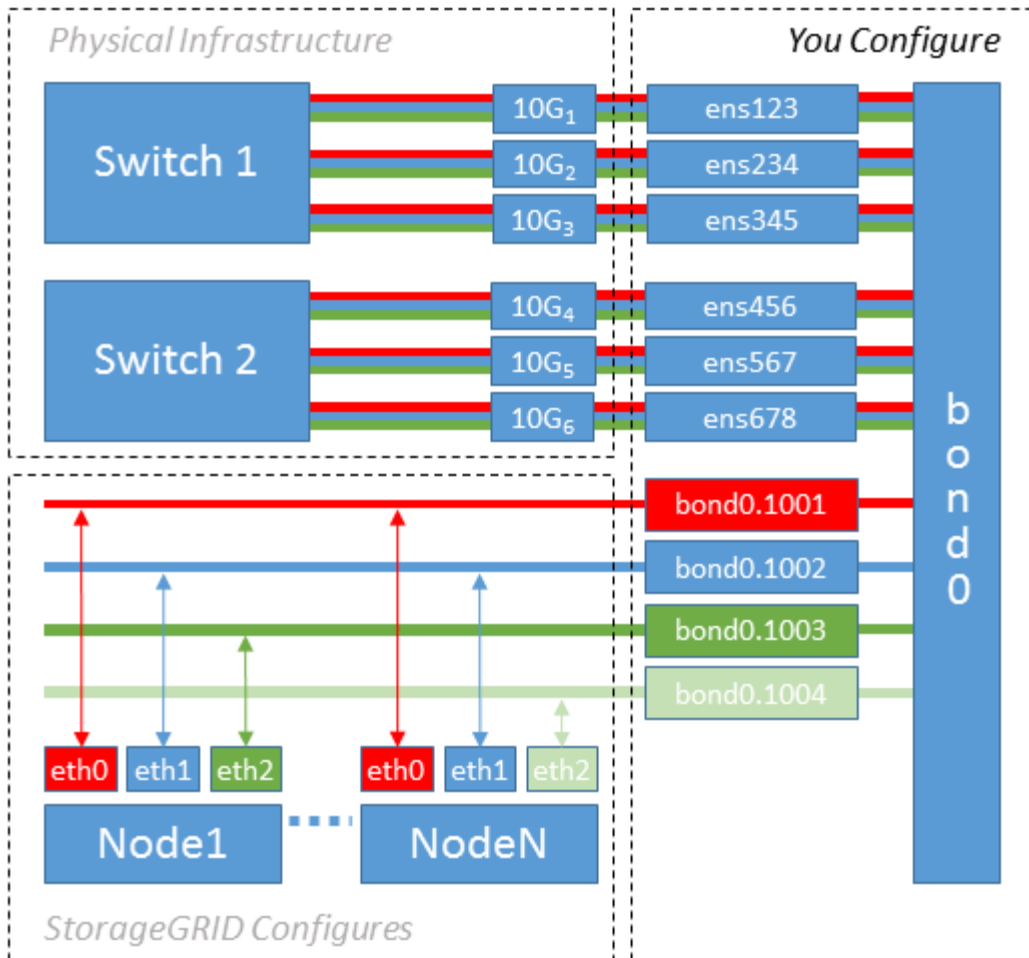 Physical Infrastructure
You Configure
Switch 1
10G₁
ens123
10G₂
ens234
10G₃
ens345
Switch 2
10G₄
ens456
10G₅
ens567
10G₆
ens678
bond0
bond0.1001
bond0.1002
bond0.1003
bond0.1004
eth0 eth1 eth2
eth0 eth1 eth2
Node1
NodeN
StorageGRID Configures